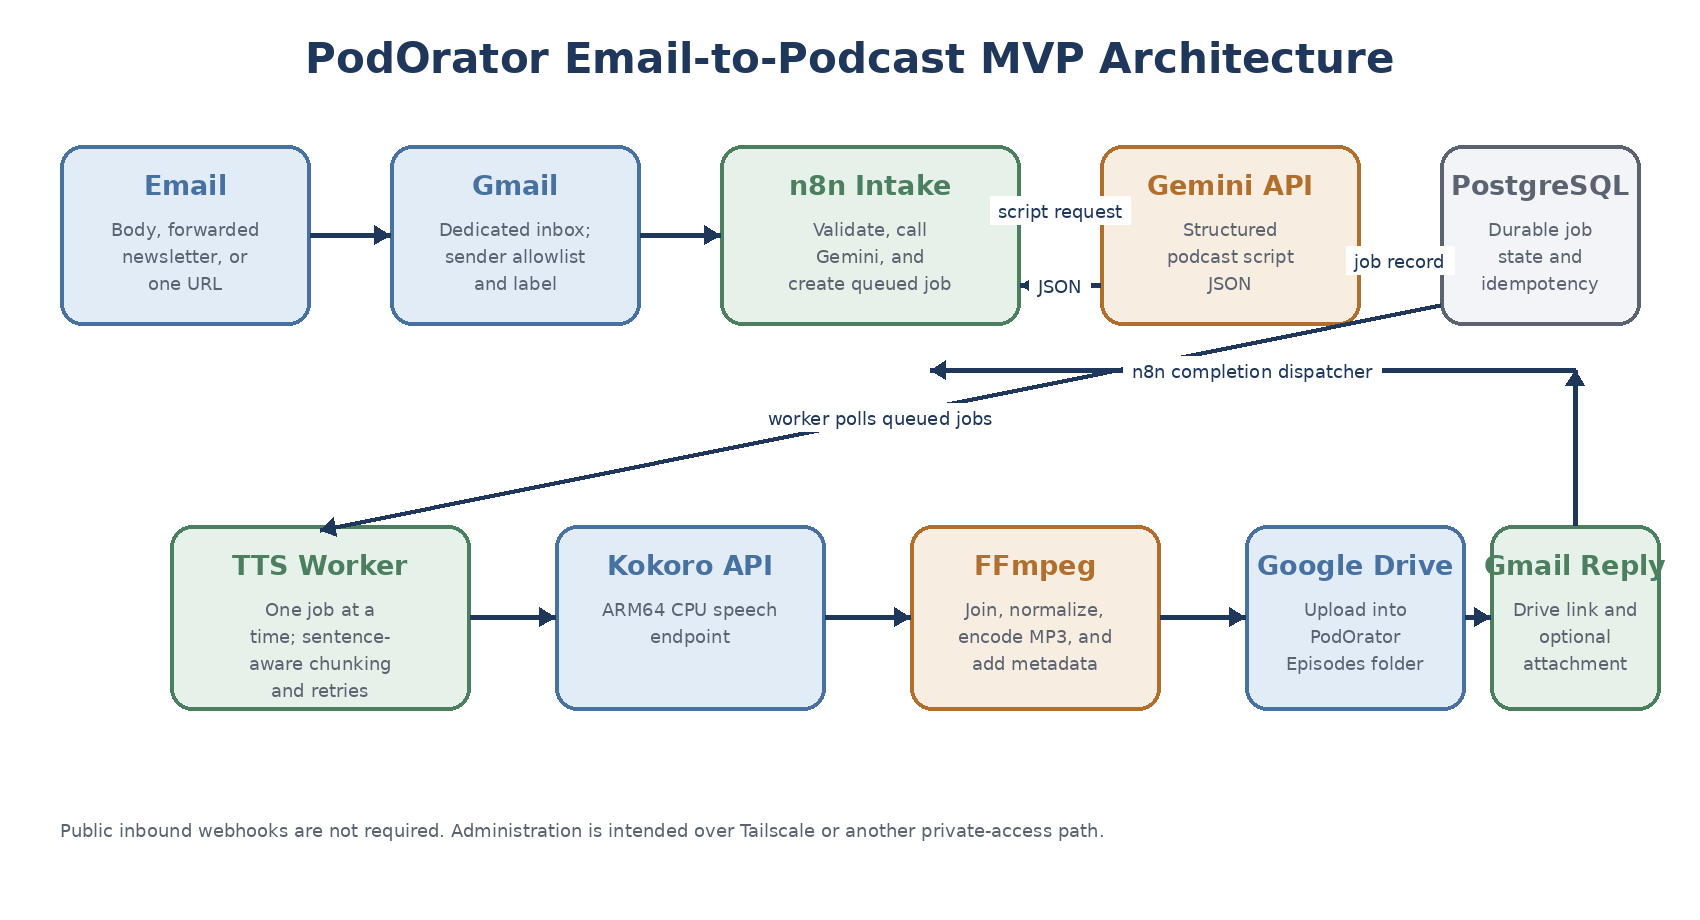 PodOrator Email-to-Podcast MVP Architecture
Email
Body, forwarded
newsletter, or
one URL
Gmail
Dedicated inbox;
sender allowlist
and label
n8n Intake
Validate, call
Gemini, and
create queued job
script request
JSON
Gemini API
Structured
podcast script
JSON
job record
PostgreSQL
Durable job
state and
idempotency
n8n completion dispatcher
worker polls queued jobs
TTS Worker
One job at a
time; sentence-
aware chunking
and retries
Kokoro API
ARM64 CPU speech
endpoint
FFmpeg
Join, normalize,
encode MP3, and
add metadata
Google Drive
Upload into
PodOrator
Episodes folder
Gmail Reply
Drive link and
optional
attachment
Public inbound webhooks are not required. Administration is intended over Tailscale or another private-access path.